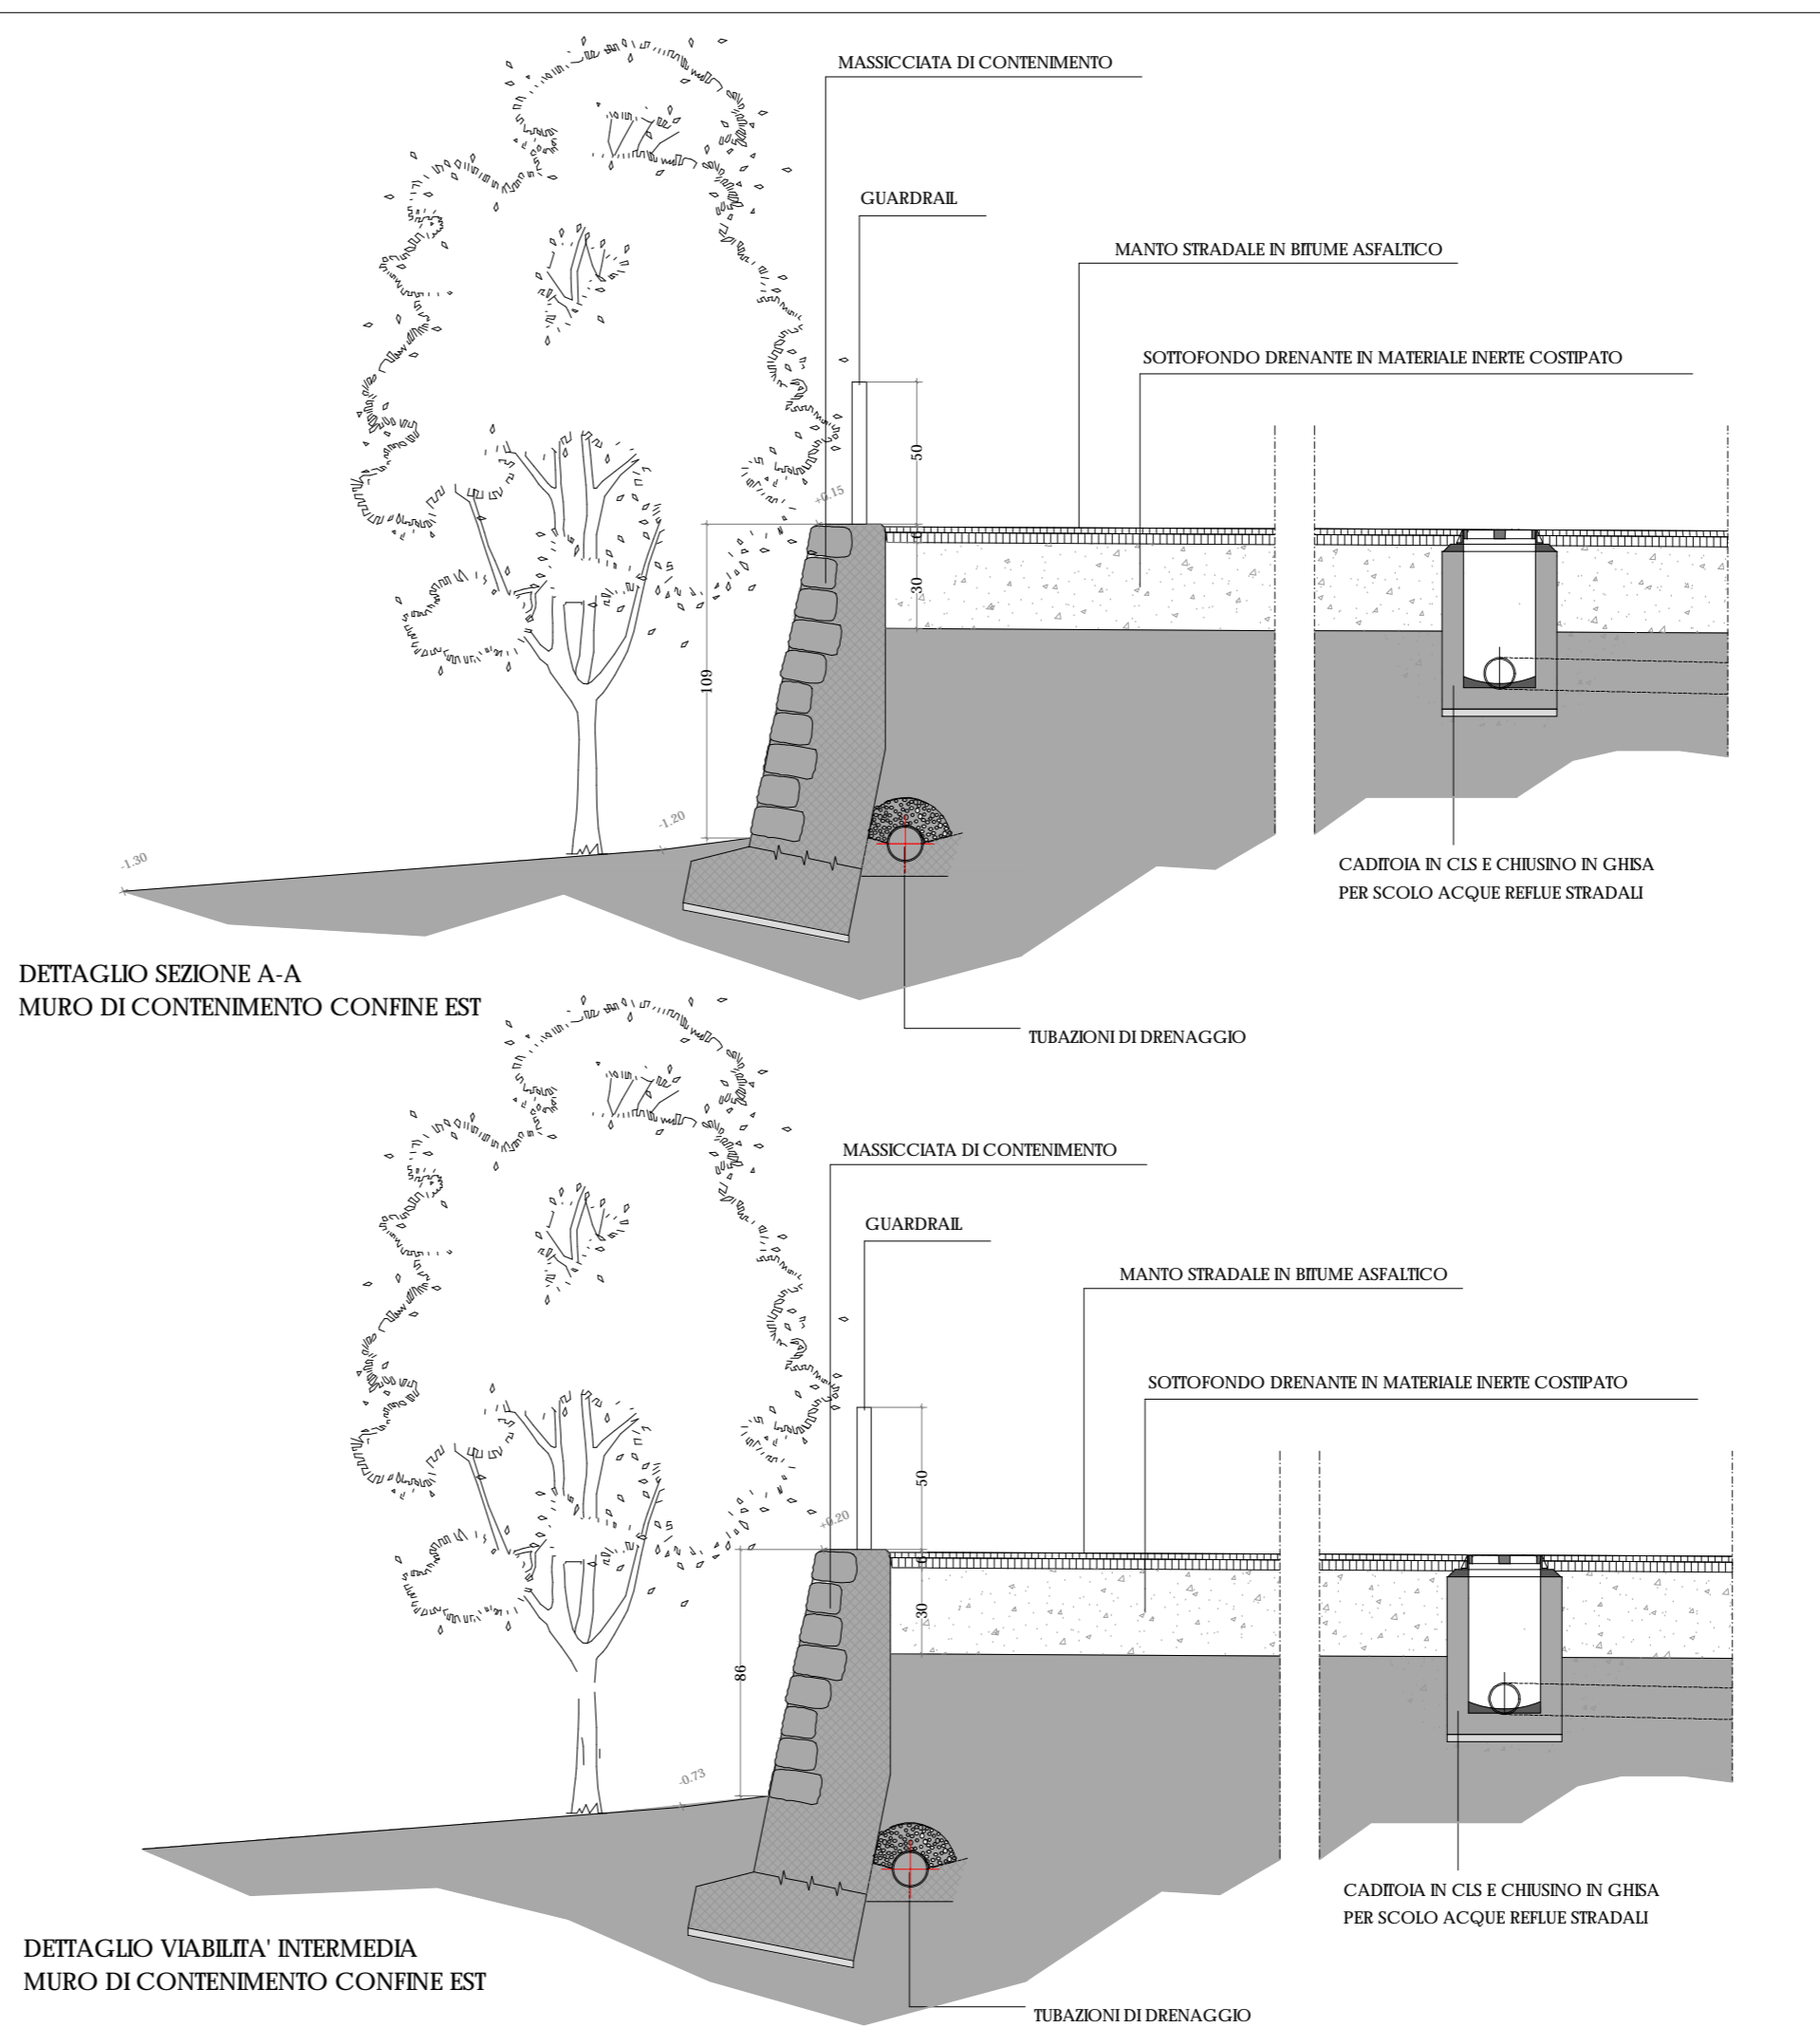 MASSICCIATA DI CONTENIMENTO
GUARDRAIL
MANTO STRADALE IN BITUME ASFALTICO
SOTTOFONDO DRENANTE IN MATERIALE INERTE COSTIPATO
50
+0.15
6
30
109
-1.20
-1.30
CADITOIA IN CLS E CHIUSINO IN GHISA
PER SCOLO ACQUE REFLUE STRADALI
DETTAGLIO SEZIONE A-A
MURO DI CONTENIMENTO CONFINE EST
TUBAZIONI DI DRENAGGIO
MASSICCIATA DI CONTENIMENTO
GUARDRAIL
MANTO STRADALE IN BITUME ASFALTICO
SOTTOFONDO DRENANTE IN MATERIALE INERTE COSTIPATO
50
+0.20
6
30
86
-0.73
CADITOIA IN CLS E CHIUSINO IN GHISA
PER SCOLO ACQUE REFLUE STRADALI
DETTAGLIO VIABILITA' INTERMEDIA
MURO DI CONTENIMENTO CONFINE EST
TUBAZIONI DI DRENAGGIO